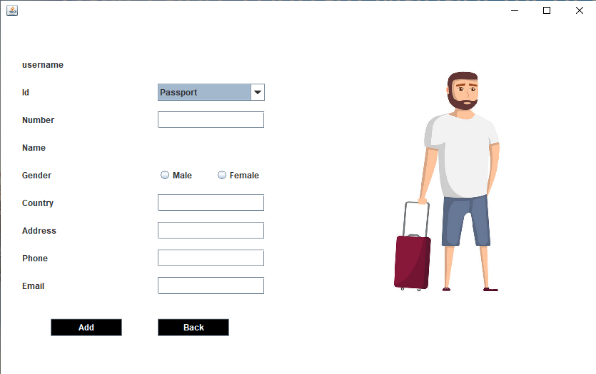 username
Id Passport
Number
Name
Gender Male Female
Country
Address
Phone
Email
Add Back